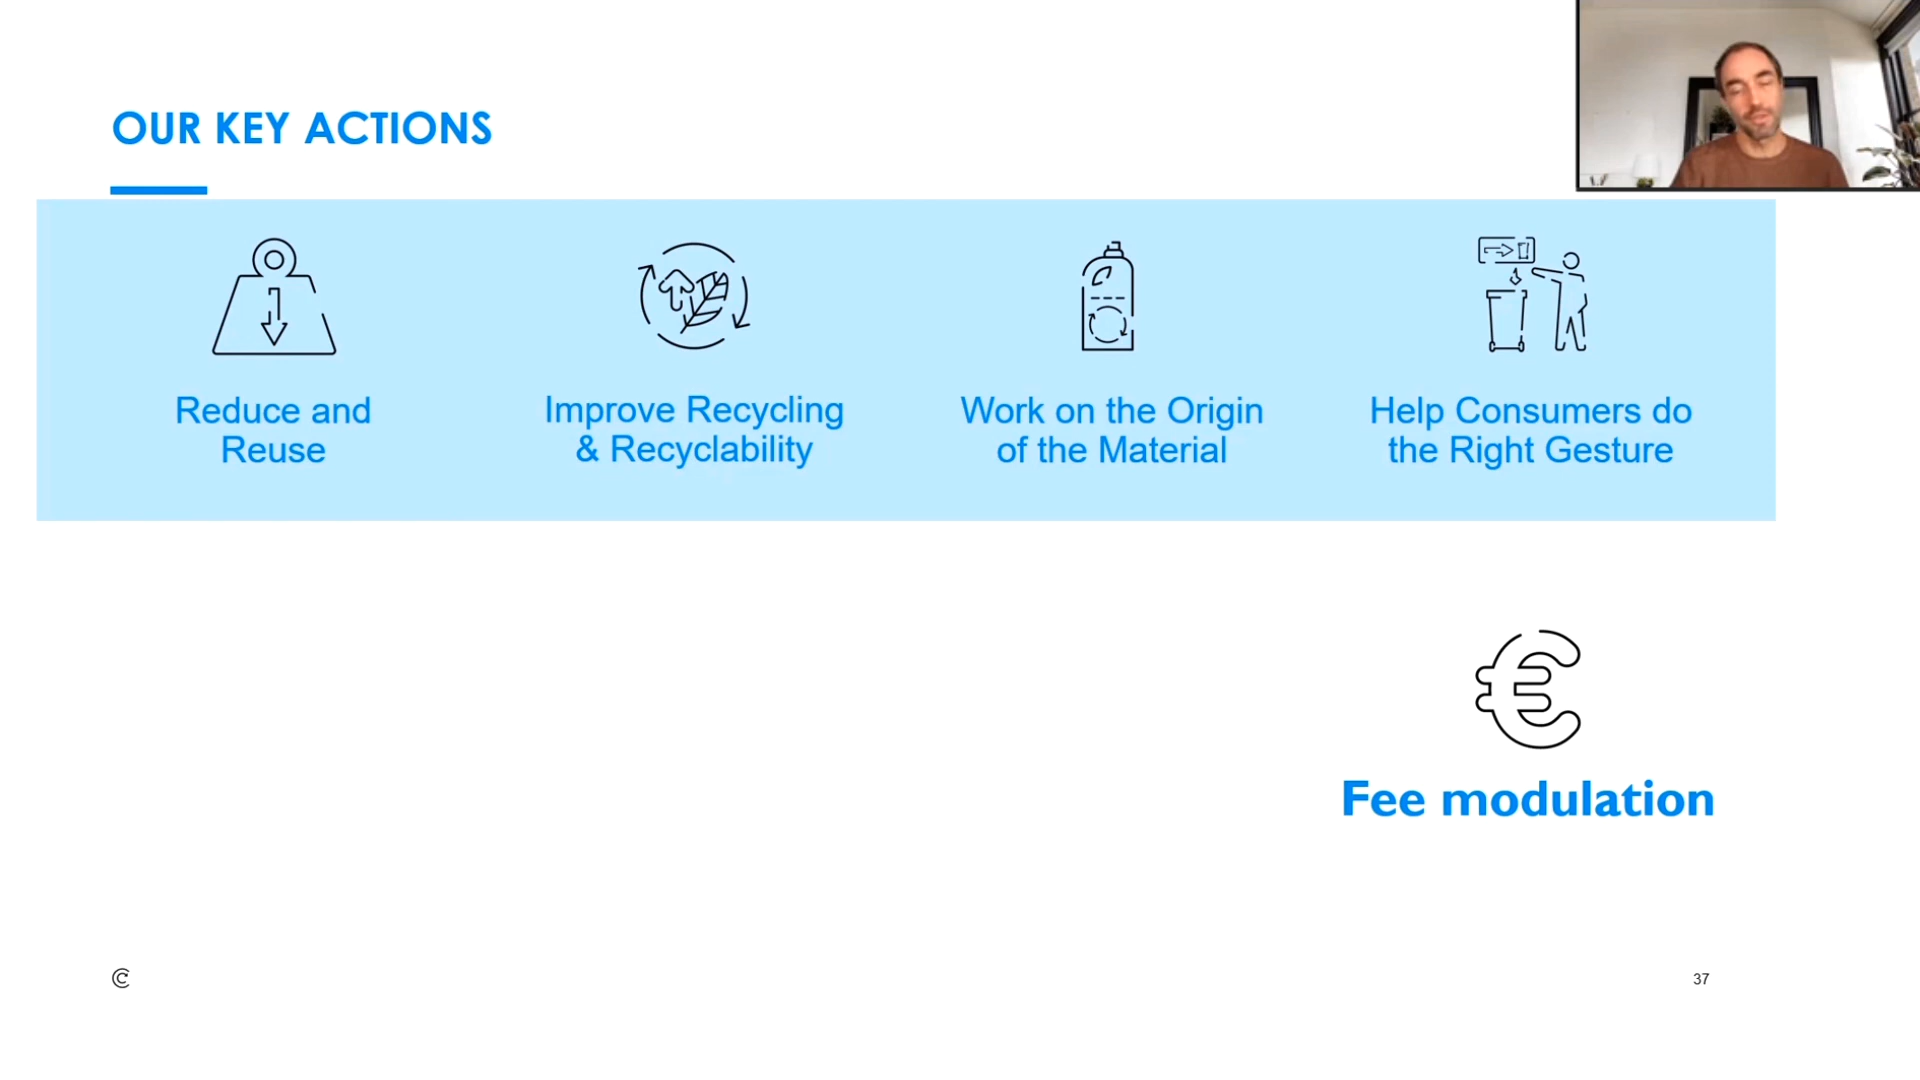 OUR KEY ACTIONS
Reduce and
Reuse
Improve Recycling
& Recyclability
Work on the Origin
of the Material
Help Consumers do
the Right Gesture
€
Fee modulation
37